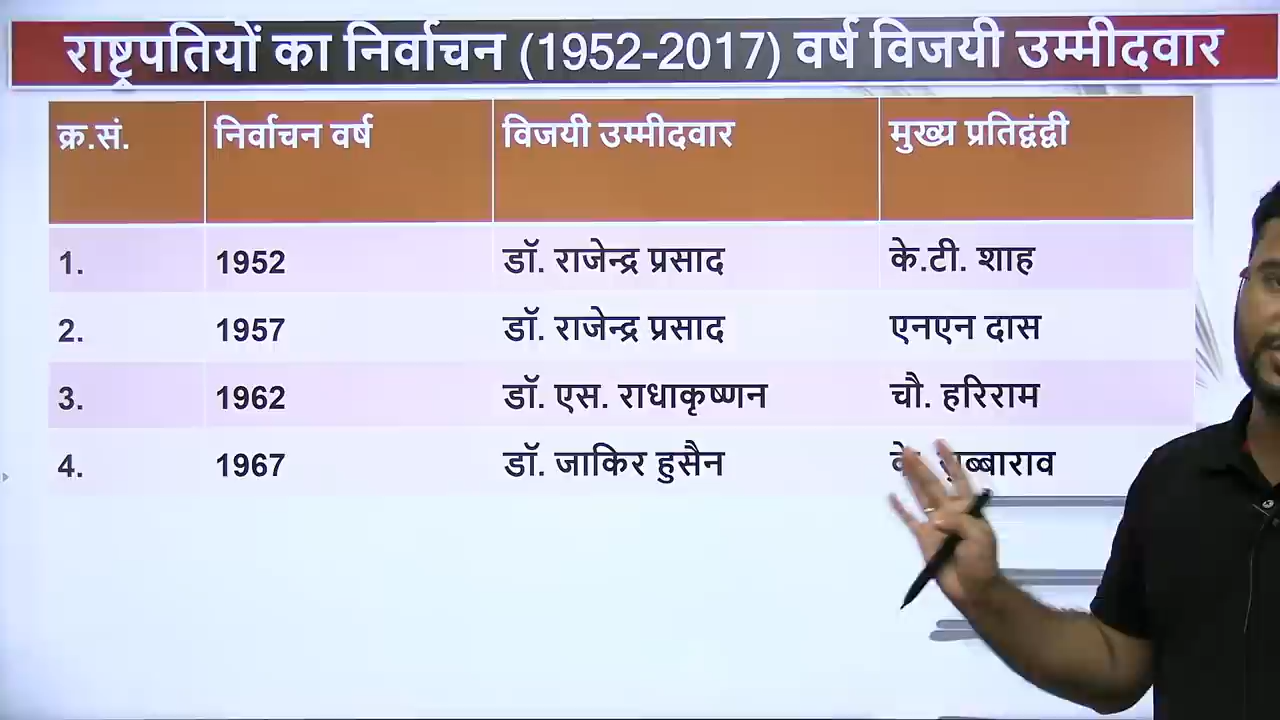 राष्ट्रपतियों का निर्वाचन (1952-2017) वर्ष विजयी उम्मीदवार
क्र.सं. निर्वाचन वर्ष विजयी उम्मीदवार मुख्य प्रतिद्वंद्वी
1. 1952 डॉ. राजेन्द्र प्रसाद के.टी. शाह
2. 1957 डॉ. राजेन्द्र प्रसाद एनएन दास
3. 1962 डॉ. एस. राधाकृष्णन चौ. हरिराम
4. 1967 डॉ. जाकिर हुसैन